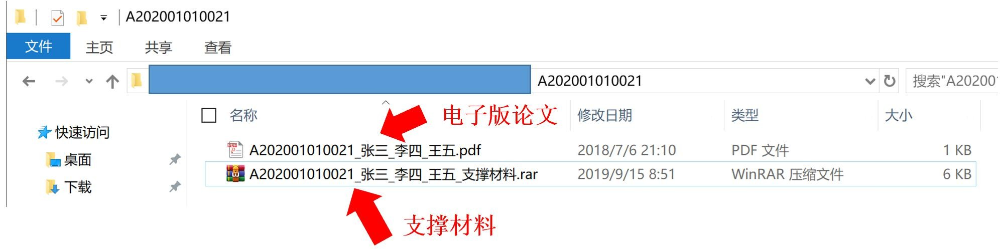 A202001010021
文件 主页 共享 查看
A202001010021 搜索"A202001
名称 电子版论文 修改日期 类型 大小
快速访问
A202001010021_张三_李四_王五.pdf 2018/7/6 21:10 PDF 文件 1 KB
桌面
A202001010021_张三_李四_王五_支撑材料.rar 2019/9/15 8:51 WinRAR 压缩文件 6 KB
下载
支撑材料